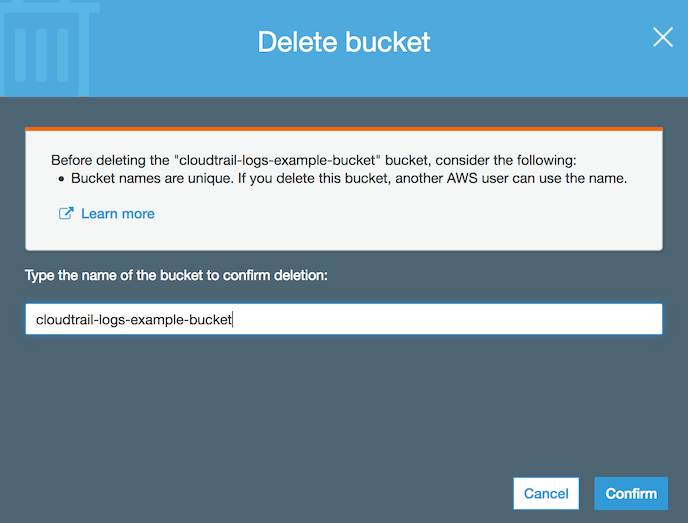 Delete bucket
Before deleting the "cloudtrail-logs-example-bucket" bucket, consider the following:
• Bucket names are unique. If you delete this bucket, another AWS user can use the name.
Learn more
Type the name of the bucket to confirm deletion:
cloudtrail-logs-example-bucket
Cancel Confirm